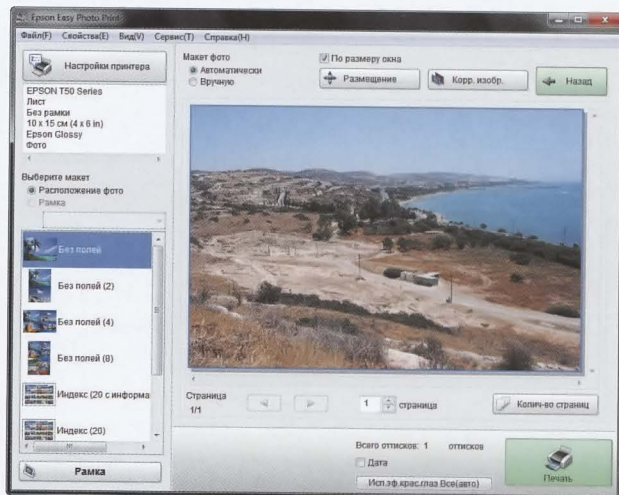 Epson Easy Photo Print
Файл(F) Свойства(E) Вид(V) Сервис(T) Справка(H)
Настройки принтера
EPSON T50 Series
Лист
Без рамки
10 x 15 см (4 x 6 in)
Epson Glossy
Фото
Выберите макет
Расположение фото
Рамка
Без полей
Без полей (2)
Без полей (4)
Без полей (8)
Индекс (20 с информа
Индекс (20)
Рамка
Макет фото
Автоматически
Вручную
По размеру окна
Размещение
Корр. изобр.
Назад
Страница
1/1
1 страница
Колич-во страниц
Всего оттисков: 1 оттисков
Дата
Исп.эф.крас.глаз Все(авто)
Печать